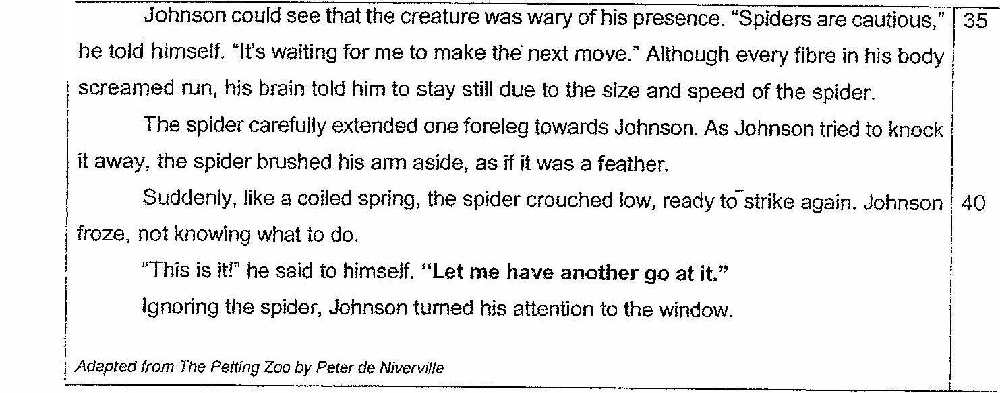 Johnson could see that the creature was wary of his presence. “Spiders are cautious,” 35
he told himself. “It's waiting for me to make the next move.” Although every fibre in his body
screamed run, his brain told him to stay still due to the size and speed of the spider.
The spider carefully extended one foreleg towards Johnson. As Johnson tried to knock
it away, the spider brushed his arm aside, as if it was a feather.
Suddenly, like a coiled spring, the spider crouched low, ready to strike again. Johnson 40
froze, not knowing what to do.
"This is it!" he said to himself. “Let me have another go at it.”
Ignoring the spider, Johnson turned his attention to the window.
Adapted from The Petting Zoo by Peter de Niverville